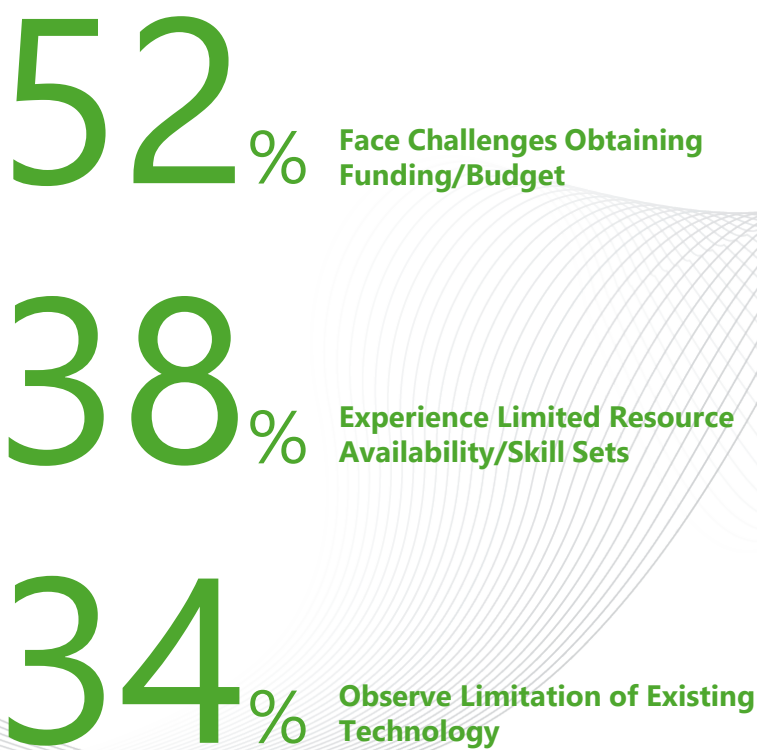 52% Face Challenges Obtaining
Funding/Budget
38% Experience Limited Resource
Availability/Skill Sets
34% Observe Limitation of Existing
Technology